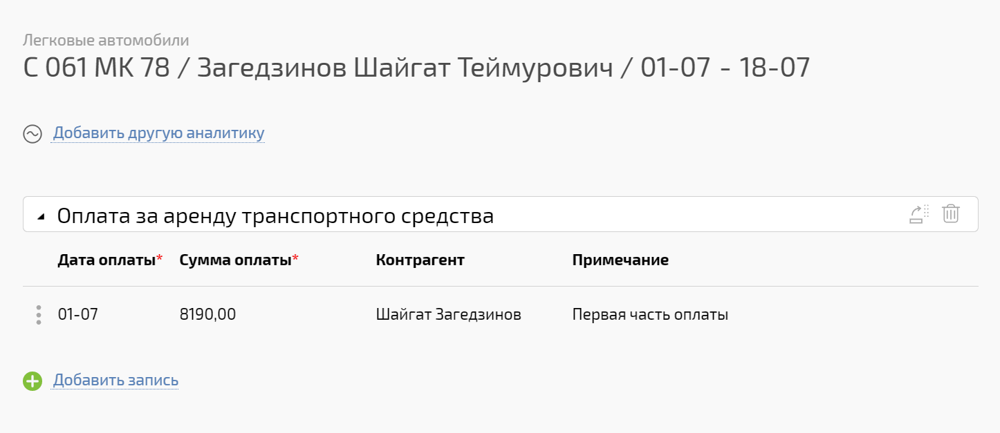 Легковые автомобили
С 061 МК 78 / Загедзинов Шайгат Теймурович / 01-07 - 18-07
Добавить другую аналитику
Оплата за аренду транспортного средства
Дата оплаты* Сумма оплаты* Контрагент Примечание
01-07 8190,00 Шайгат Загедзинов Первая часть оплаты
Добавить запись